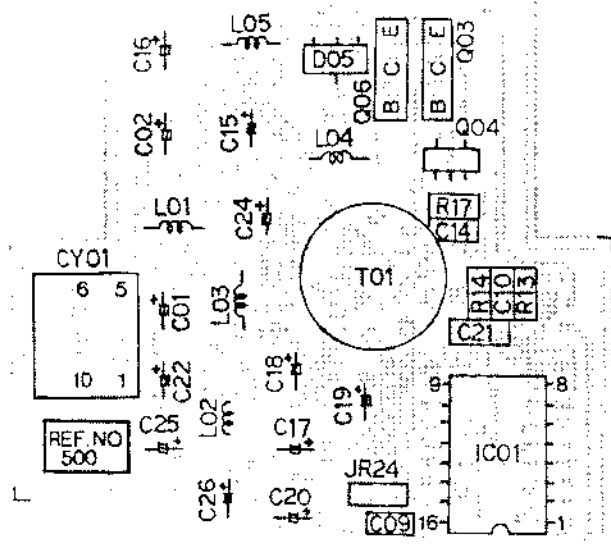 L05
C16
D05
B C E
Q06
B C E
Q03
C02
C15
L04
Q04
R17
C14
L01
C24
CY01
6 5
10 1
C01
L03
T01
R14
C10
R13
C21
C22
C18
C19
9
8
IC01
16
1
REF. NO
500
C25
L02
C17
JR24
C26
C20
C09